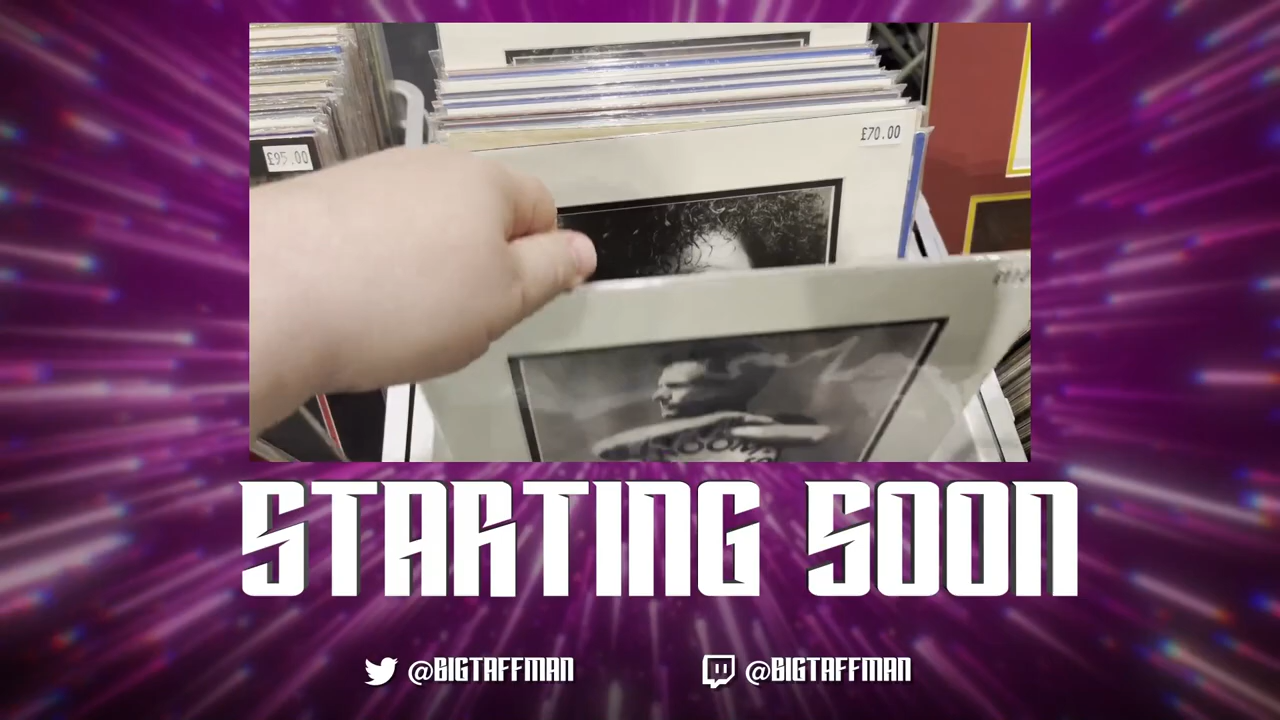 £70.00
£95.00
STARTING SOON
@BIGTAFFMAN
@BIGTAFFMAN